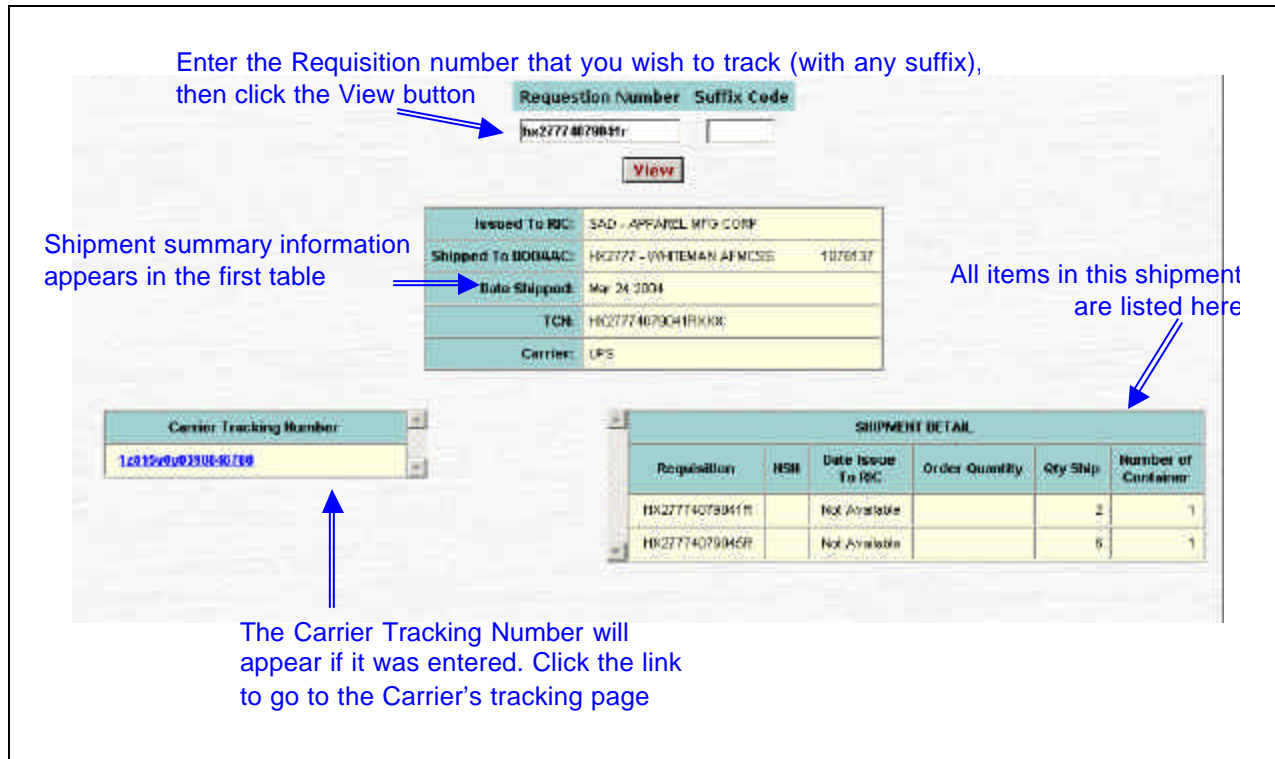 Enter the Requisition number that you wish to track (with any suffix),
then click the View button
Requestion Number Suffix Code
hx27774079041r
View
Shipment summary information
appears in the first table
Issued To RIC: SAD - APPAREL MFG CORP
Shipped To DODAAC: HX2777 - WHITEMAN AFMCSS
Date Shipped: Mar 24 2004
TCN: HX27774079041RXXX
Carrier: UPS
All items in this shipment
are listed here
Carrier Tracking Number
SHIPMENT DETAIL
Requisition NSN Date Issue To RIC Order Quantity Qty Ship Number of Container
HX27774079041R Not Available 2 1
HX27774079045R Not Available 6 1
The Carrier Tracking Number will
appear if it was entered. Click the link
to go to the Carrier's tracking page